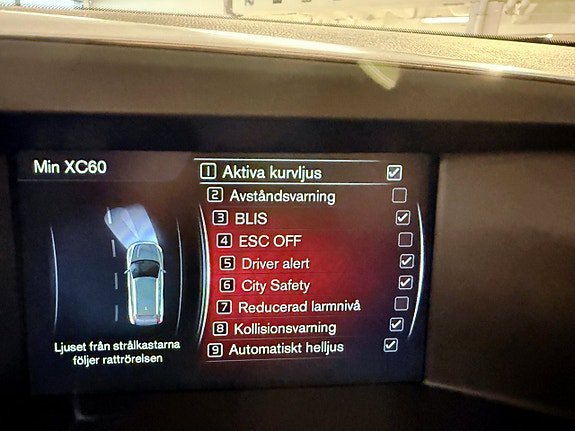 Min XC60
1 Aktiva kurvljus
2 Avståndsvarning
3 BLIS
4 ESC OFF
5 Driver alert
6 City Safety
7 Reducerad larmnivå
8 Kollisionsvarning
9 Automatiskt helljus
Ljuset från strålkastarna
följer rattrörelsen